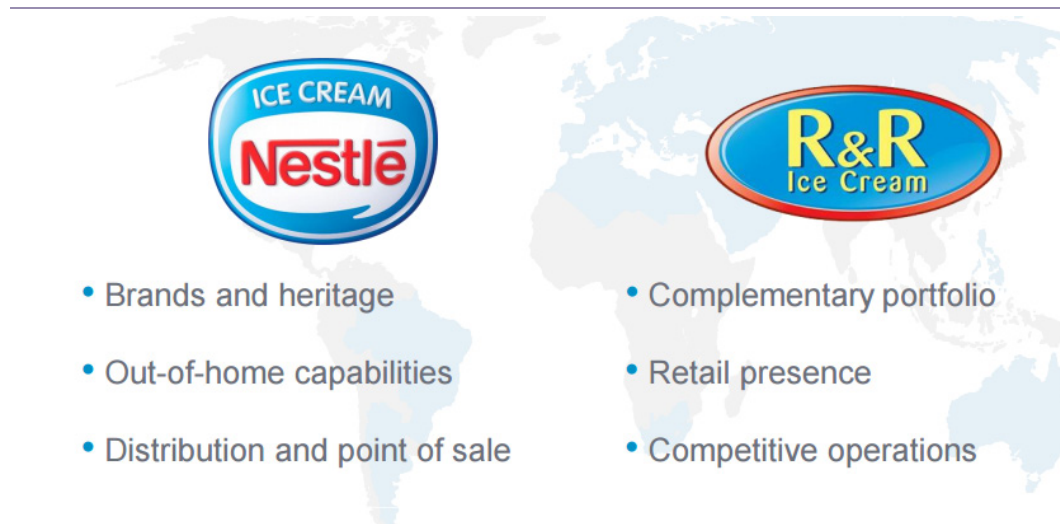 ICE CREAM
Nestlé
R&R
Ice Cream
• Brands and heritage
• Out-of-home capabilities
• Distribution and point of sale
• Complementary portfolio
• Retail presence
• Competitive operations